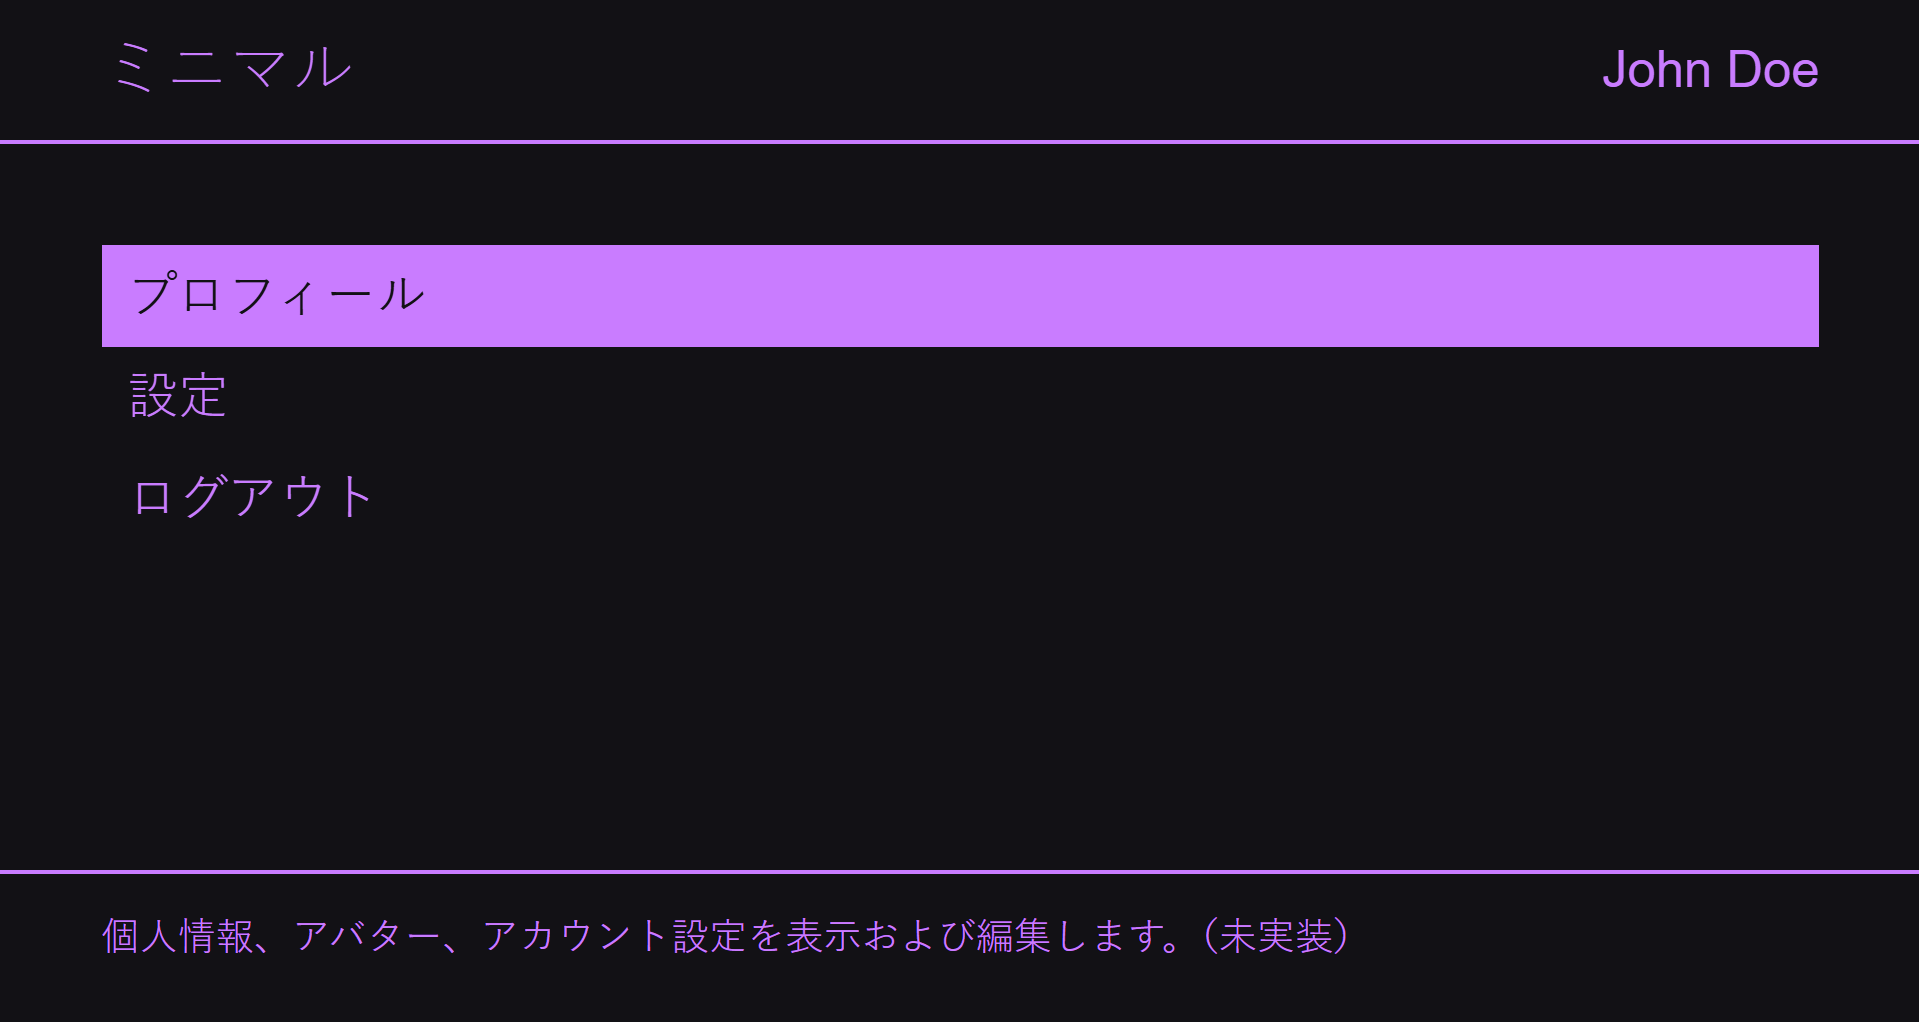 ミニマル
John Doe
プロフィール
設定
ログアウト
個人情報、アバター、アカウント設定を表示および編集します。（未実装）